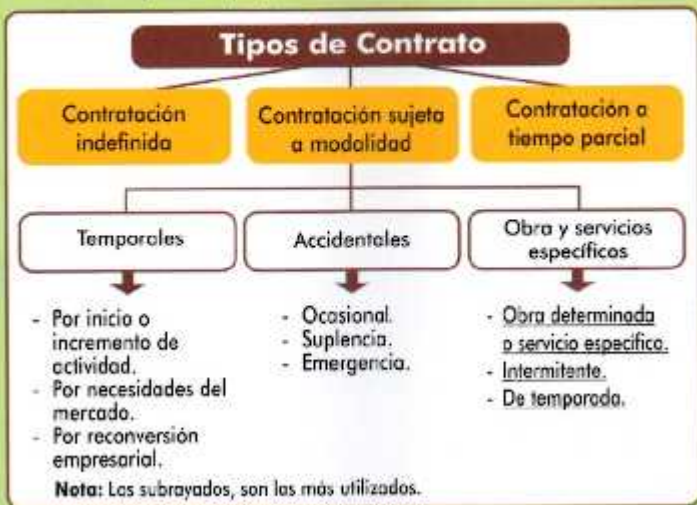 Tipos de Contrato
Contratación
indefinida
Contratación sujeta
a modalidad
Contratación a
tiempo parcial
Temporales
Accidentales
Obra y servicios
específicos
- Por inicio o
incremento de
actividad.
- Por necesidades del
mercado.
- Por reconversión
empresarial.
- Ocasional.
- Suplencia.
- Emergencia.
- Obra determinada
o servicio específico.
- Intermitente.
- De temporada.
Nota: Los subrayados, son los más utilizados.